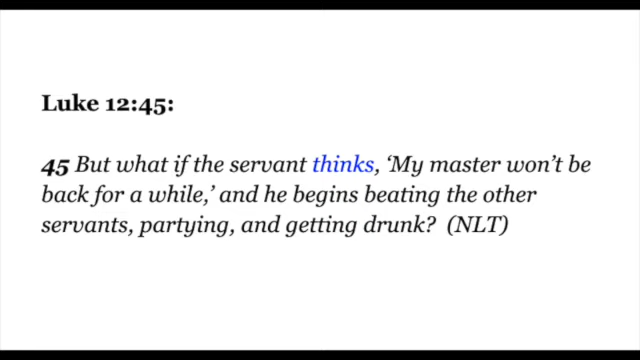 Luke 12:45:
45 But what if the servant thinks, ‘My master won’t be
back for a while,’ and he begins beating the other
servants, partying, and getting drunk? (NLT)